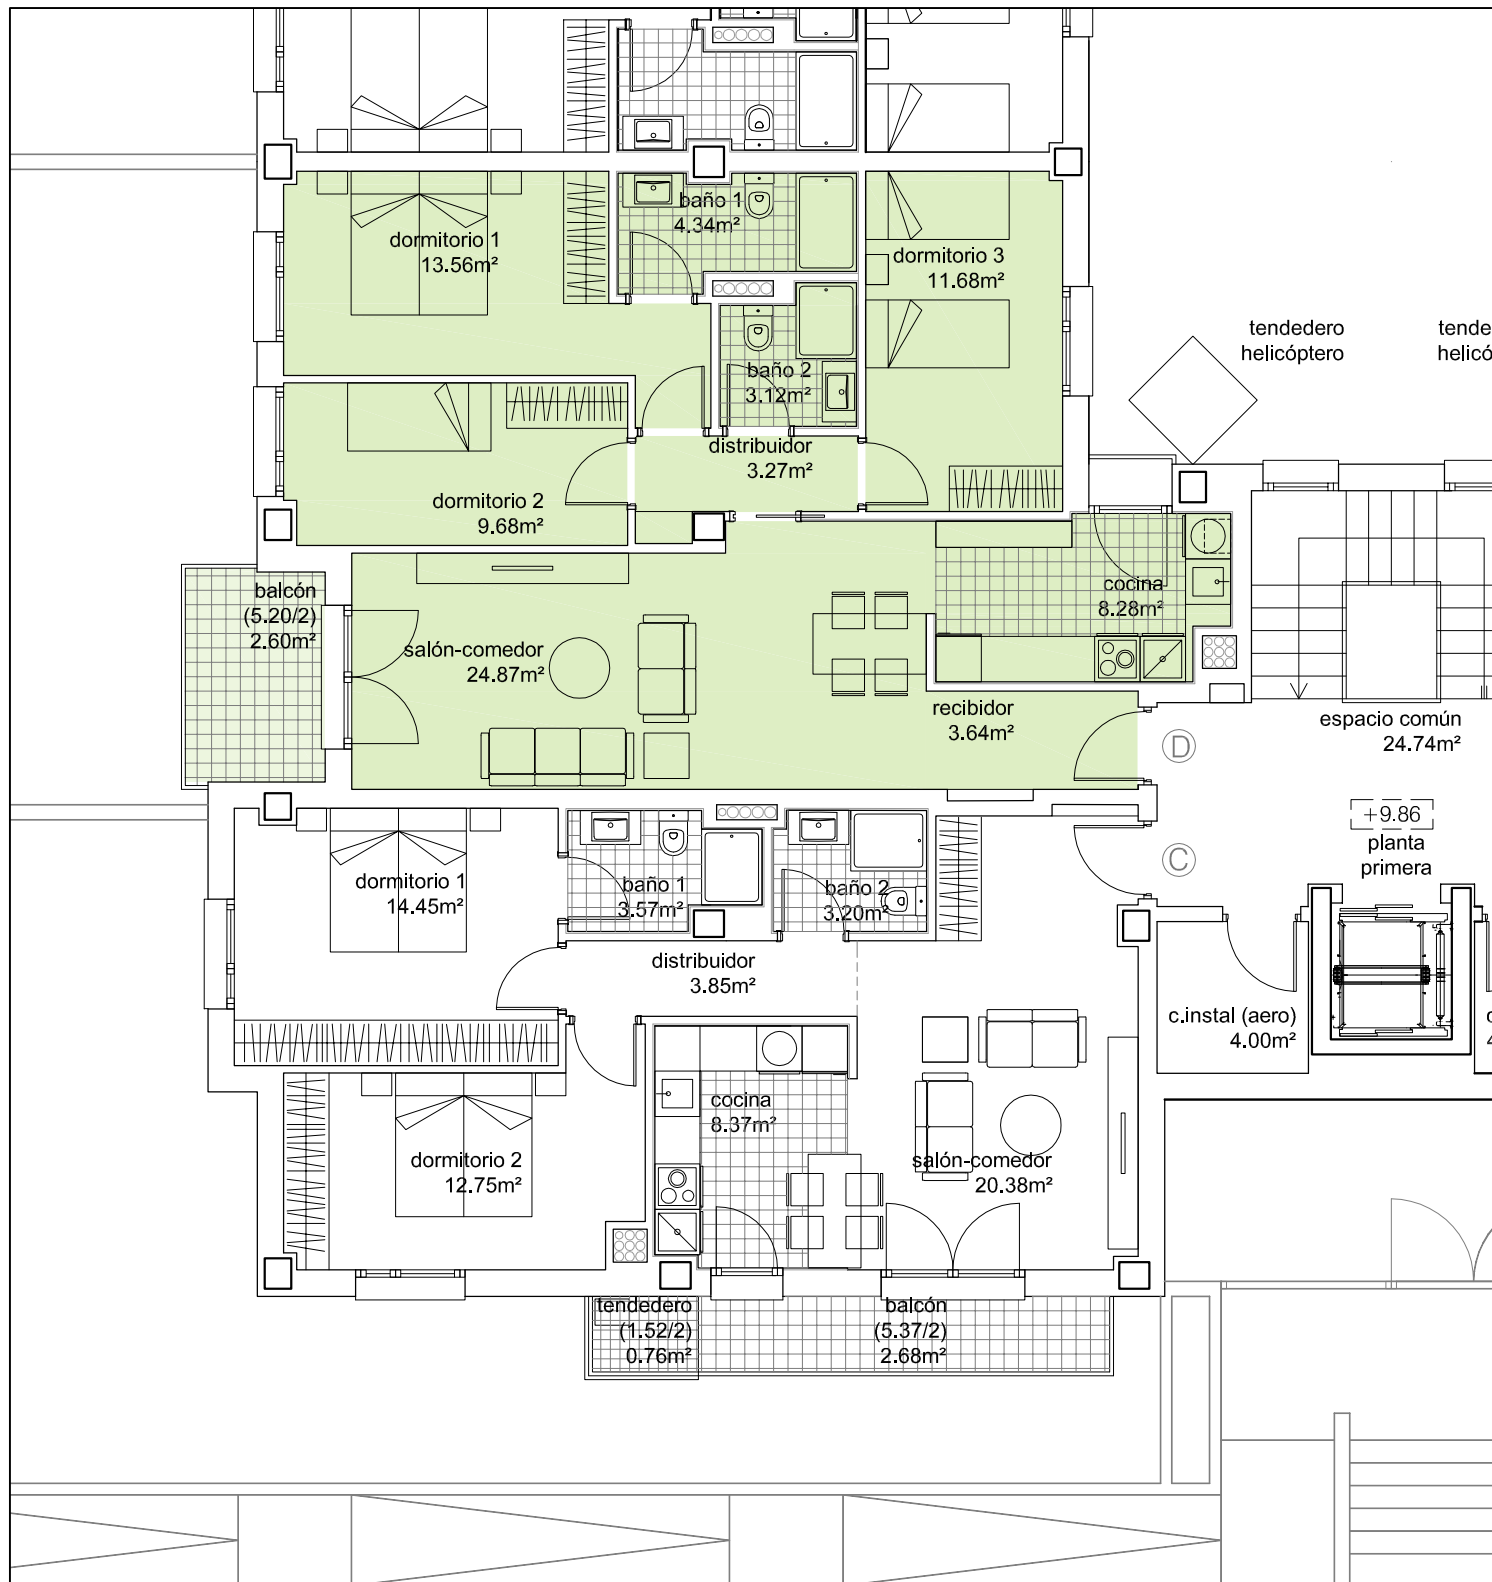 baño 1
4.34m²
dormitorio 1
13.56m²
dormitorio 3
11.68m²
tendedero
helicóptero
tende
helicó
baño 2
3.12m²
distribuidor
3.27m²
dormitorio 2
9.68m²
balcón
(5.20/2)
2.60m²
cocina
8.28m²
salón-comedor
24.87m²
recibidor
3.64m²
espacio común
24.74m²
D
+9.86
planta
primera
C
dormitorio 1
14.45m²
baño 1
3.57m²
baño 2
3.20m²
distribuidor
3.85m²
c.instal (aero)
4.00m²
c
4
cocina
8.37m²
dormitorio 2
12.75m²
salón-comedor
20.38m²
tendedero
(1.52/2)
0.76m²
balcón
(5.37/2)
2.68m²